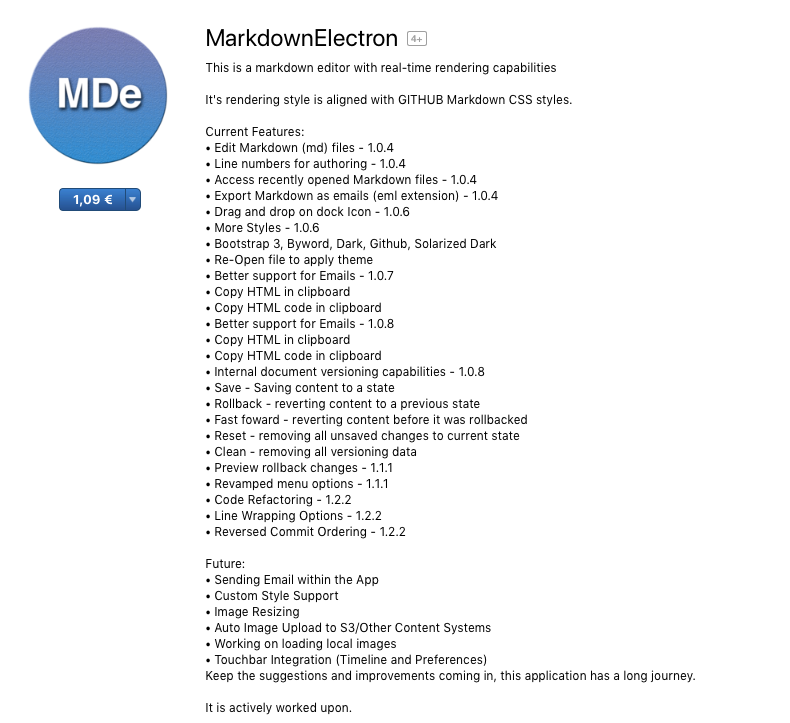 MarkdownElectron 4+
This is a markdown editor with real-time rendering capabilities
It's rendering style is aligned with GITHUB Markdown CSS styles.
Current Features:
• Edit Markdown (md) files - 1.0.4
• Line numbers for authoring - 1.0.4
• Access recently opened Markdown files - 1.0.4
• Export Markdown as emails (eml extension) - 1.0.4
• Drag and drop on dock Icon - 1.0.6
• More Styles - 1.0.6
• Bootstrap 3, Byword, Dark, Github, Solarized Dark
• Re-Open file to apply theme
• Better support for Emails - 1.0.7
• Copy HTML in clipboard
• Copy HTML code in clipboard
• Better support for Emails - 1.0.8
• Copy HTML in clipboard
• Copy HTML code in clipboard
• Internal document versioning capabilities - 1.0.8
• Save - Saving content to a state
• Rollback - reverting content to a previous state
• Fast foward - reverting content before it was rollbacked
• Reset - removing all unsaved changes to current state
• Clean - removing all versioning data
• Preview rollback changes - 1.1.1
• Revamped menu options - 1.1.1
• Code Refactoring - 1.2.2
• Line Wrapping Options - 1.2.2
• Reversed Commit Ordering - 1.2.2
Future:
• Sending Email within the App
• Custom Style Support
• Image Resizing
• Auto Image Upload to S3/Other Content Systems
• Working on loading local images
• Touchbar Integration (Timeline and Preferences)
Keep the suggestions and improvements coming in, this application has a long journey.
It is actively worked upon.
MDe
1,09 €